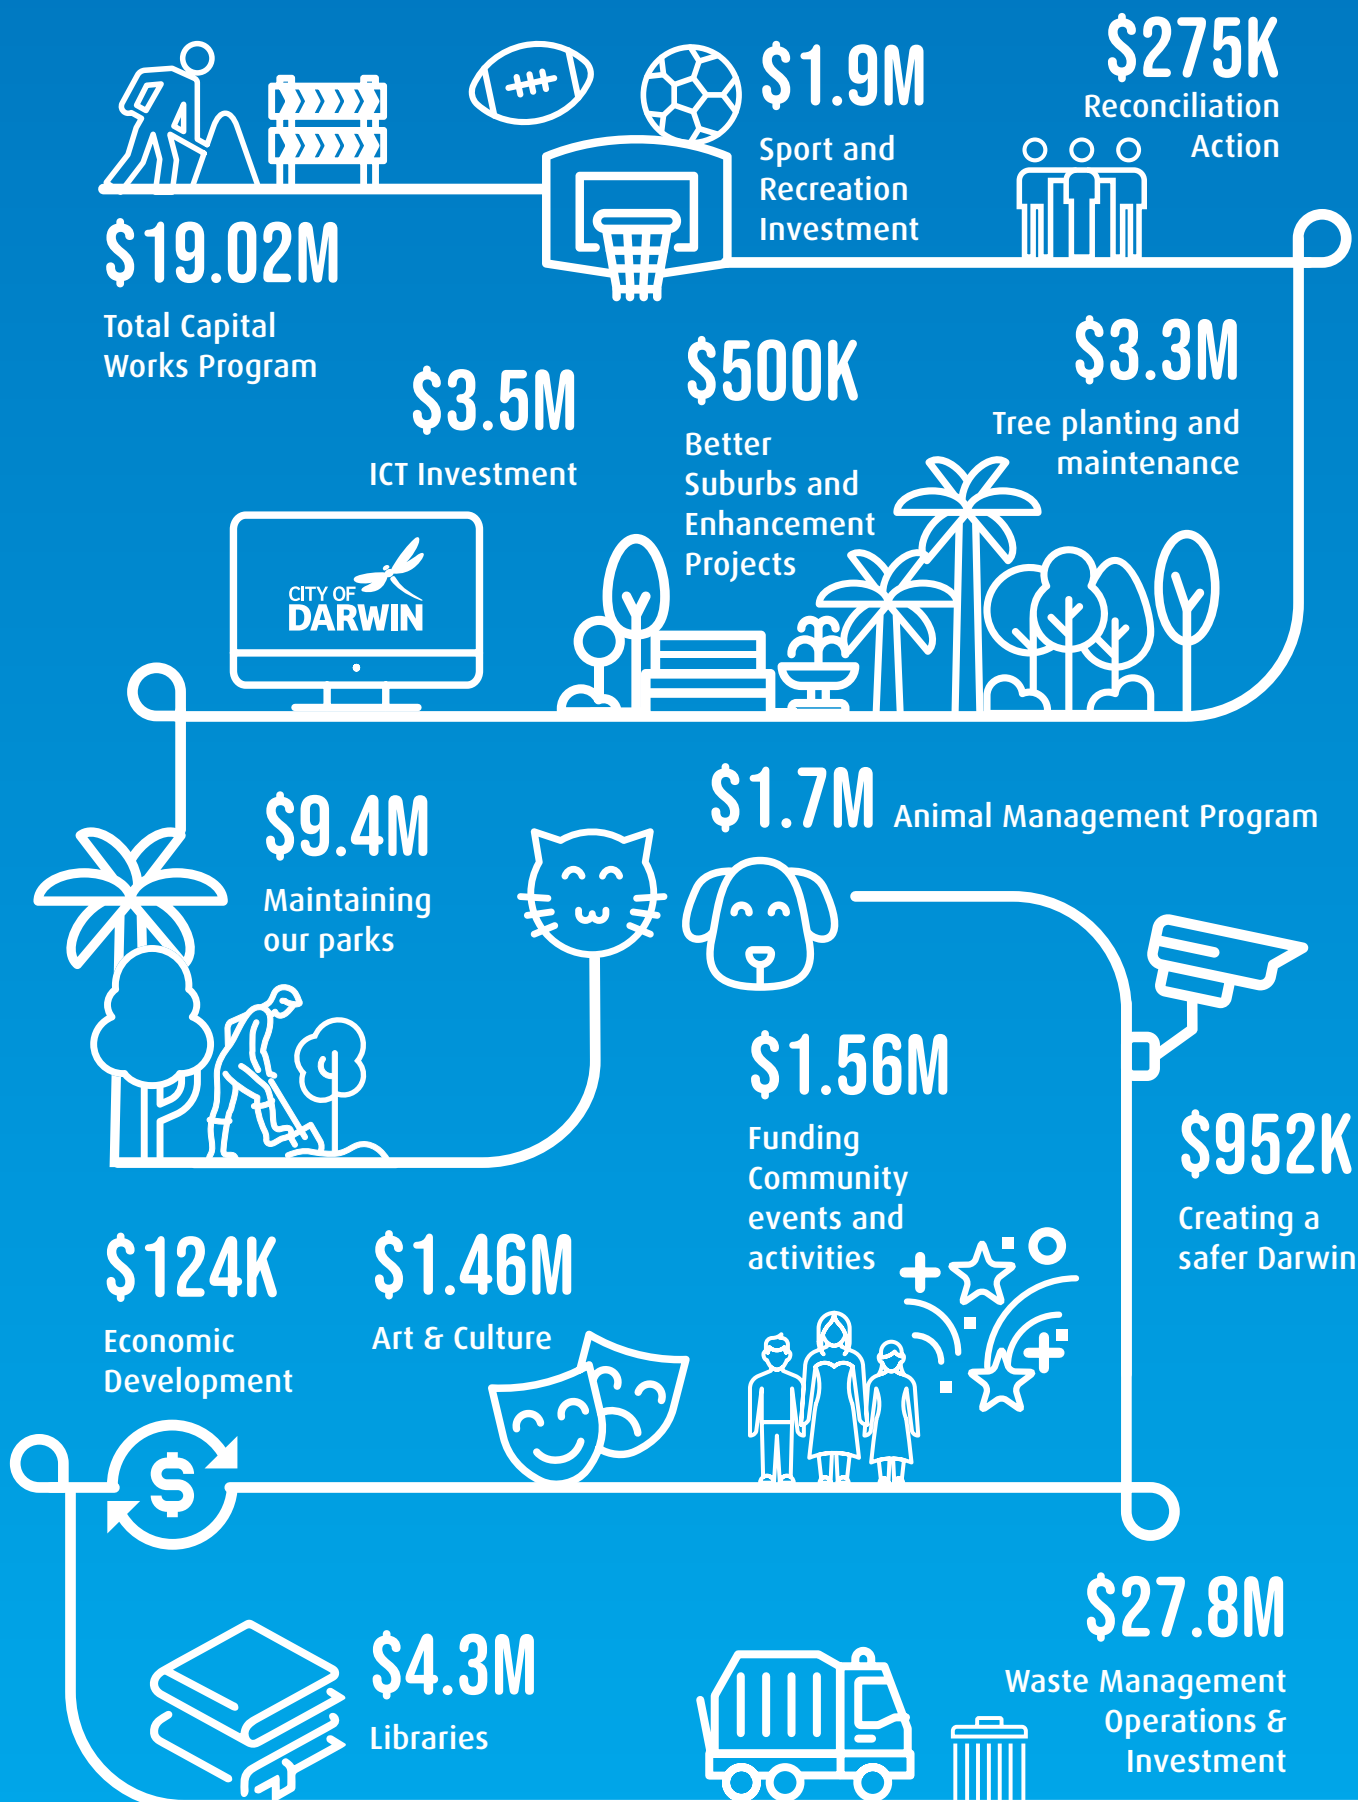 $19.02M
Total Capital
Works Program
$1.9M
Sport and
Recreation
Investment
$275K
Reconciliation
Action
$3.5M
ICT Investment
CITY OF
DARWIN
$500K
Better
Suburbs and
Enhancement
Projects
$3.3M
Tree planting and
maintenance
$9.4M
Maintaining
our parks
$1.7M Animal Management Program
$1.56M
Funding
Community
events and
activities
$952K
Creating a
safer Darwin
$124K
Economic
Development
$
$1.46M
Art & Culture
$4.3M
Libraries
$27.8M
Waste Management
Operations &
Investment